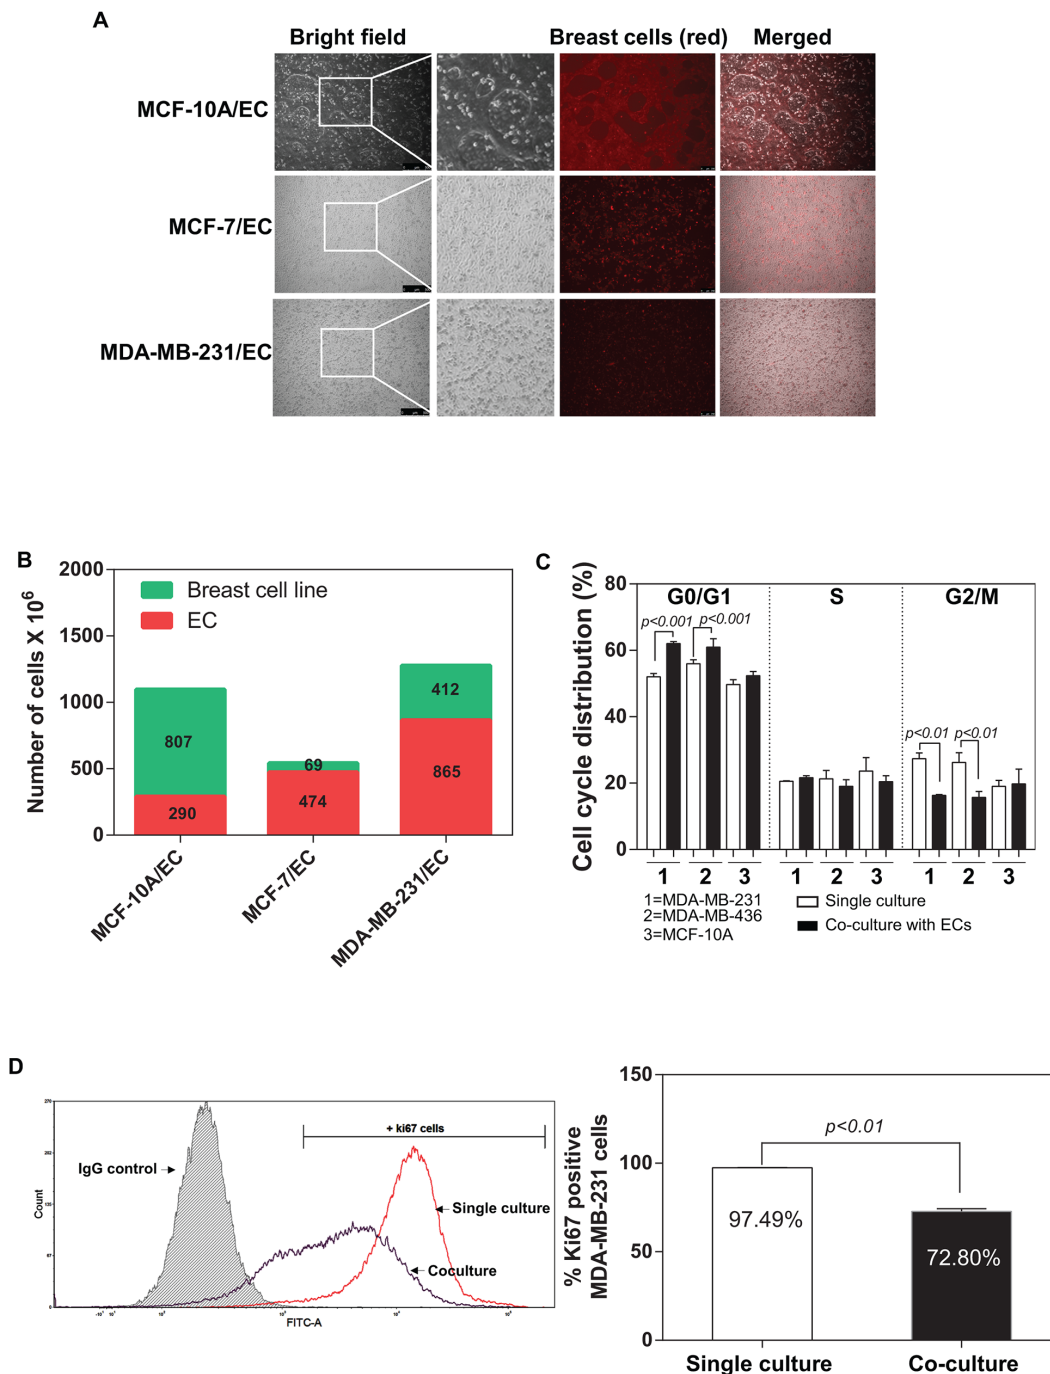 A
Bright field Breast cells (red) Merged
MCF-10A/EC
MCF-7/EC
MDA-MB-231/EC
B
Number of cells X 10⁶
2000
1500
1000
500
0
Breast cell line
EC
807
290
69
474
412
865
MCF-10A/EC
MCF-7/EC
MDA-MB-231/EC
C
Cell cycle distribution (%)
80
60
40
20
0
G0/G1 S G2/M
p<0.001 p<0.001
p<0.01 p<0.01
1 2 3 1 2 3 1 2 3
1=MDA-MB-231
2=MDA-MB-436
3=MCF-10A
Single culture
Co-culture with ECs
D
Count
270
+ ki67 cells
IgG control
Single culture
Coculture
FITC-A
% Ki67 positive
MDA-MB-231 cells
150
100
50
0
p<0.01
97.49%
72.80%
Single culture Co-culture